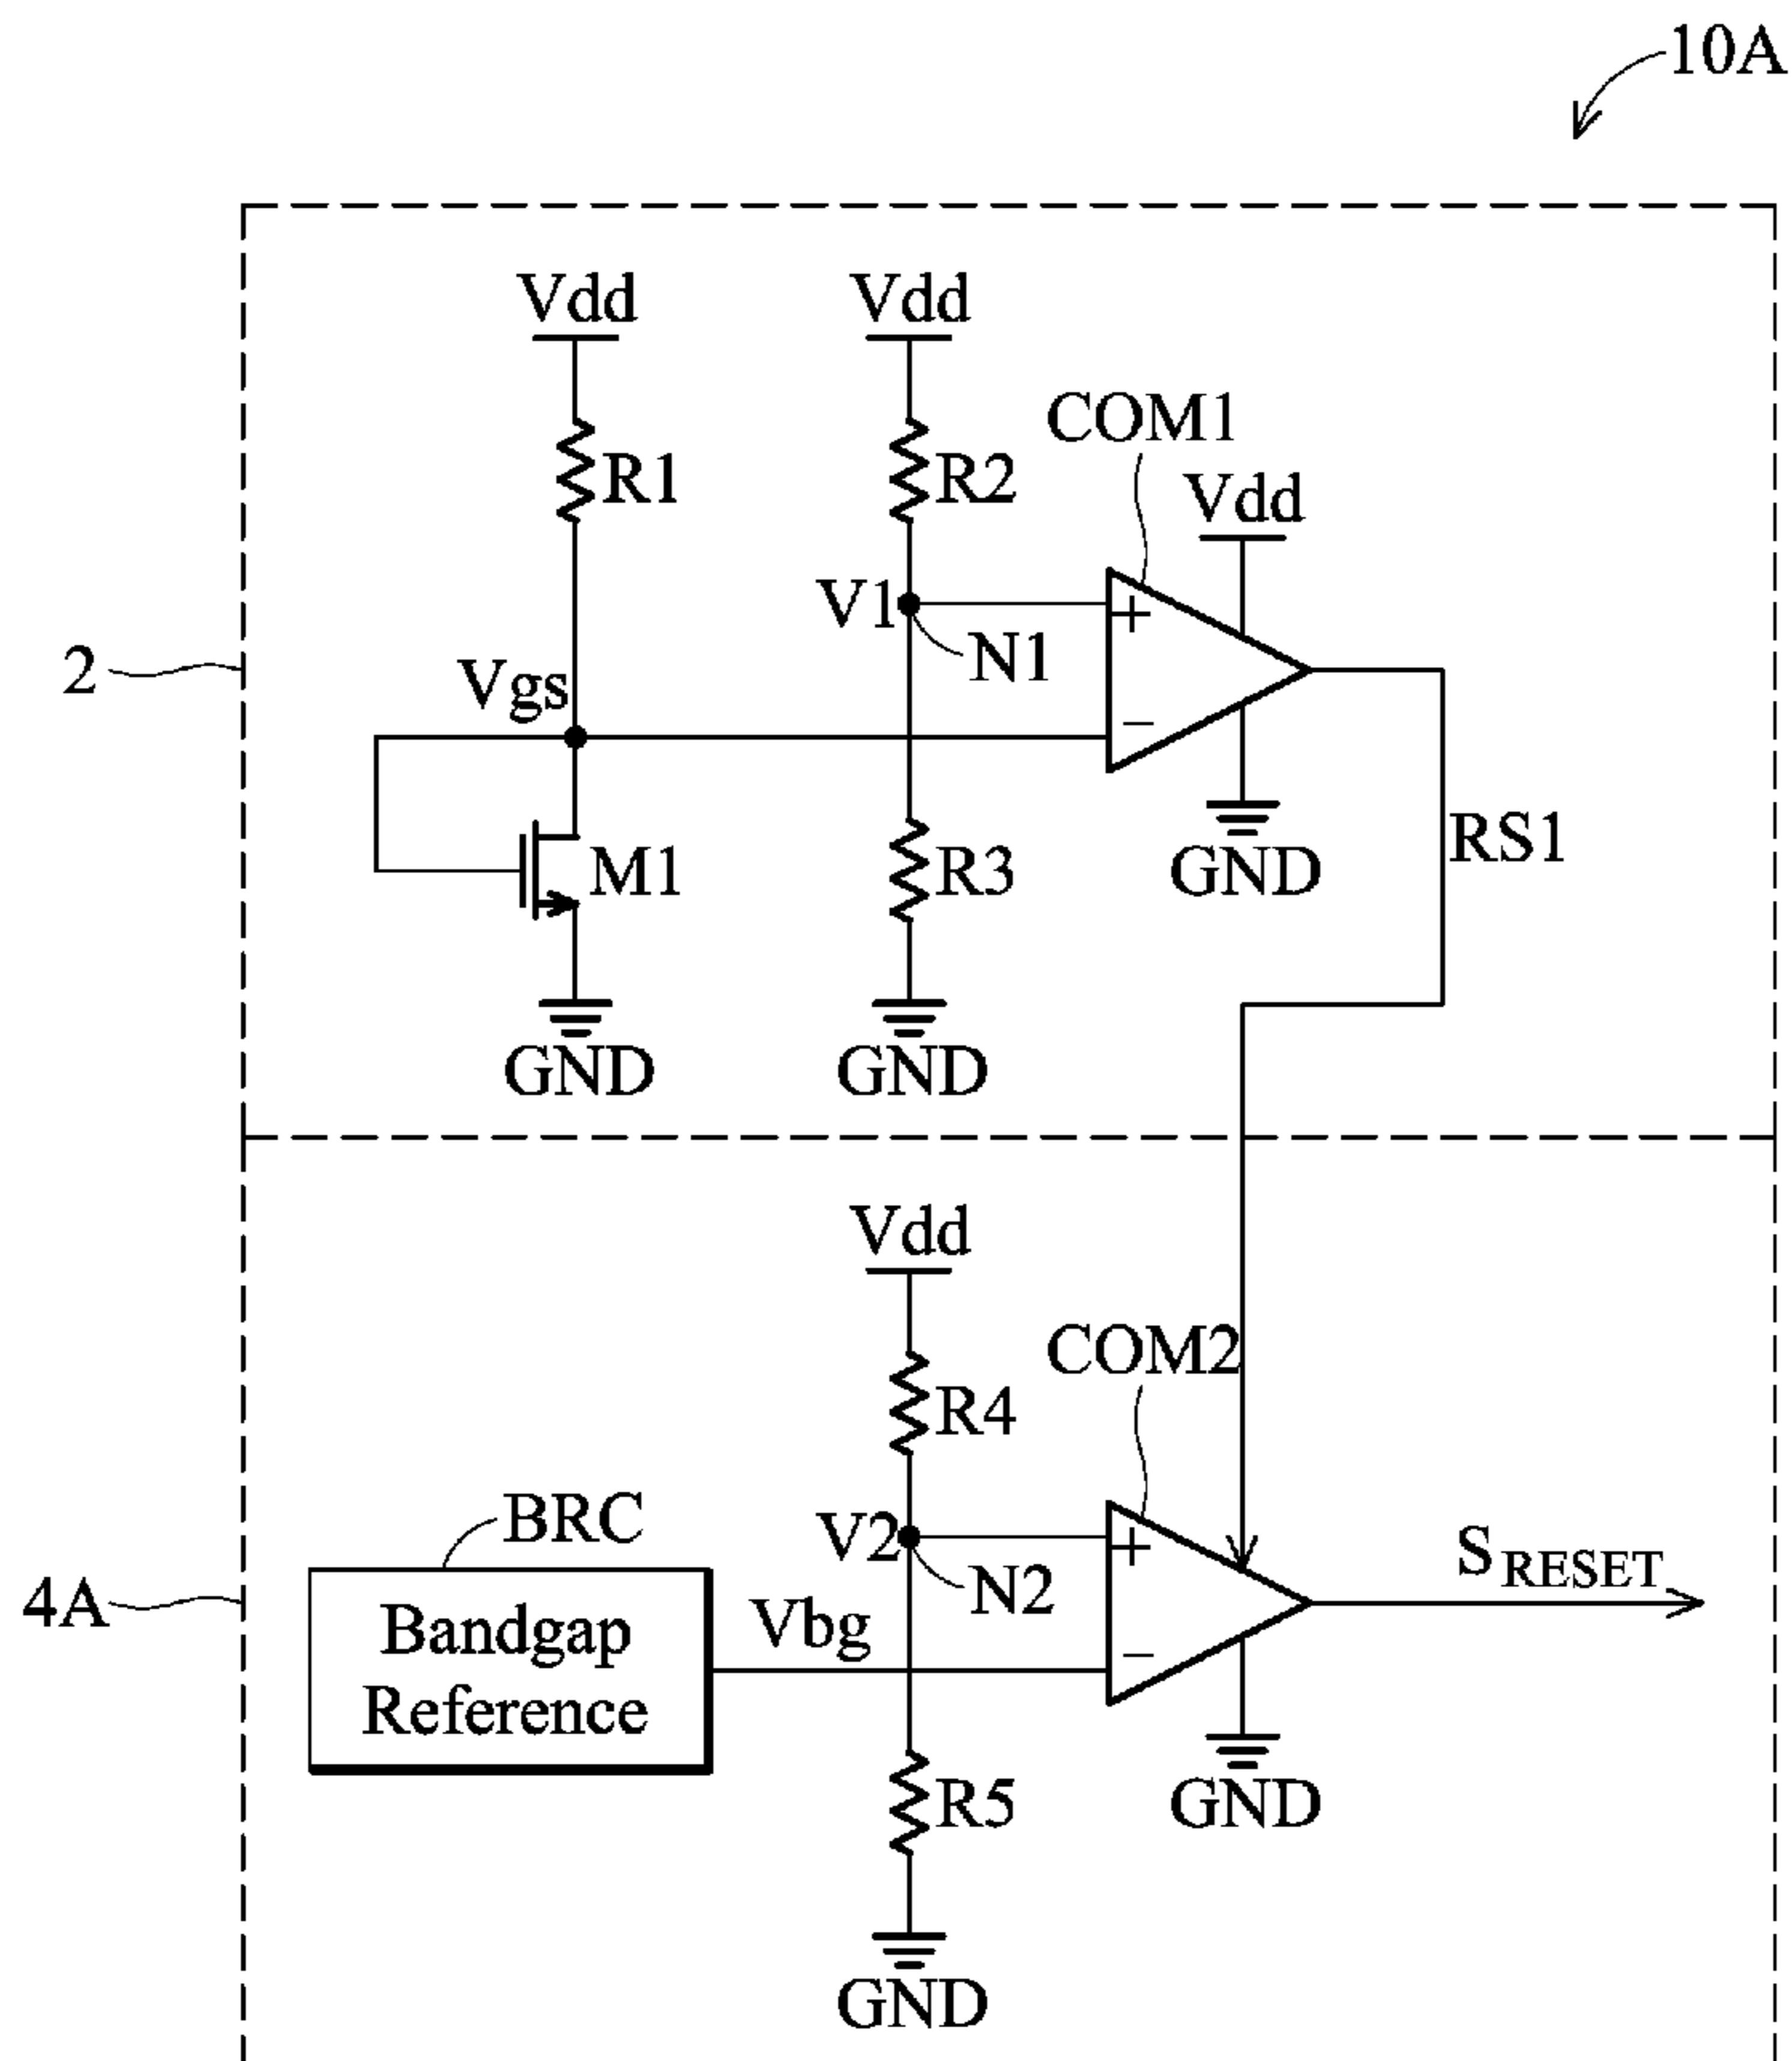 10A
Vdd
Vdd
COM1
R1
R2
Vdd
V1
+
N1
2
Vgs
−
RS1
M1
R3
GND
GND
GND
Vdd
COM2
R4
BRC
V2
+
N2
SRESET
4A
Bandgap
Reference
Vbg
−
R5
GND
GND